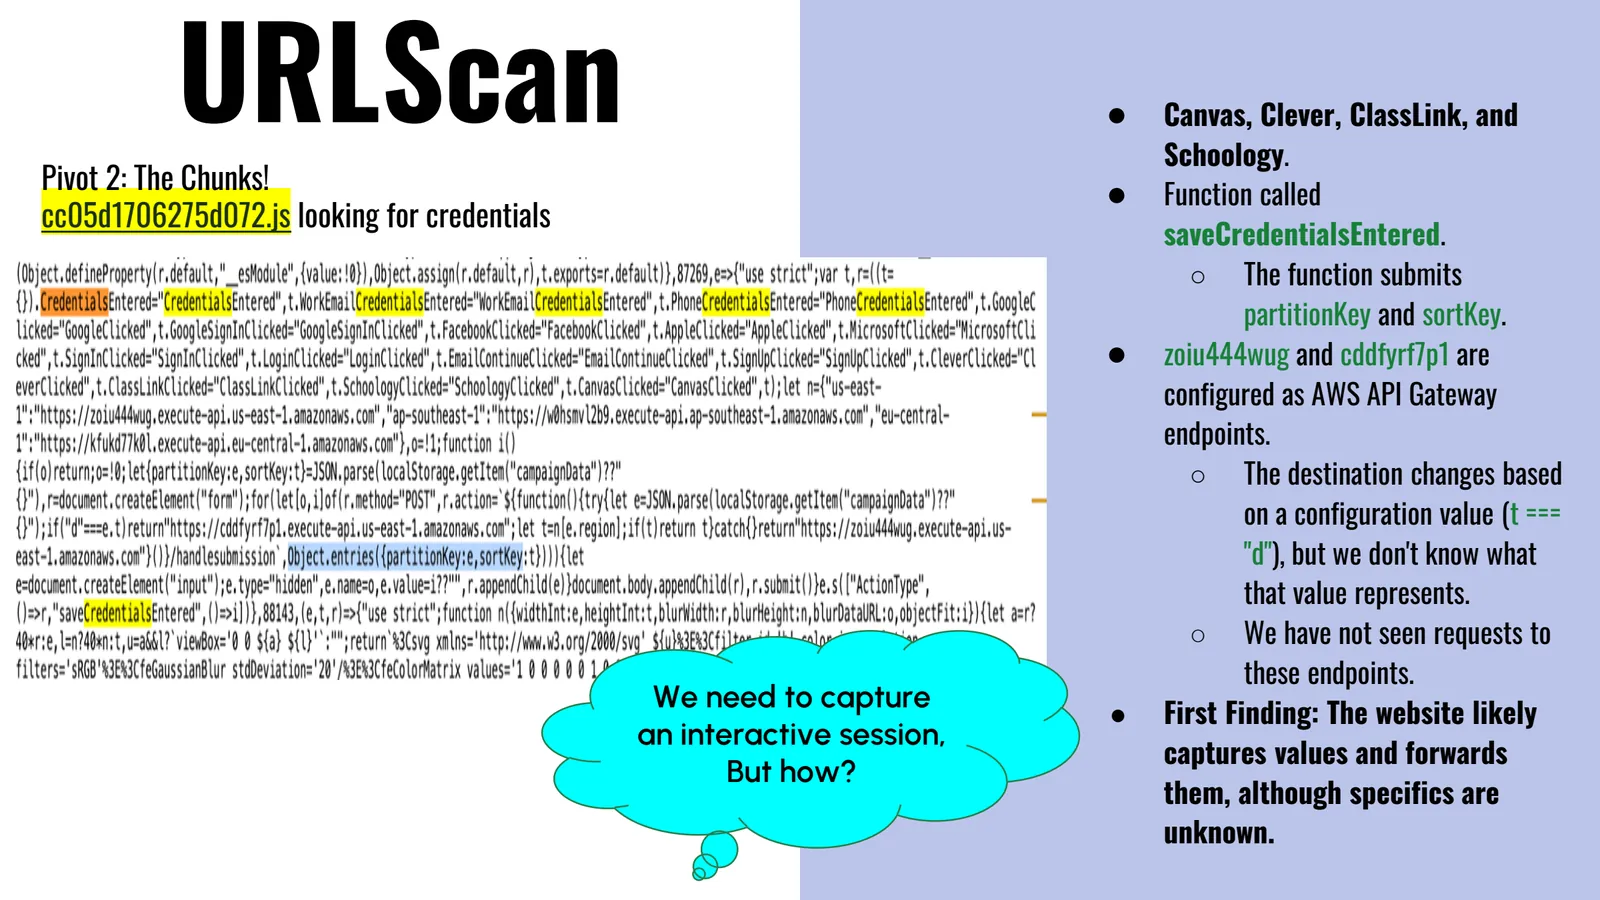 URLScan
Pivot 2: The Chunks!
cc05d1706275d072.js looking for credentials
(Object.defineProperty(r.default,"__esModule",{value:!0}),Object.assign(r.default,r),t.exports=r.default)},87269,e=>{"use strict";var t,r=((t=
{}).CredentialsEntered="CredentialsEntered",t.WorkEmailCredentialsEntered="WorkEmailCredentialsEntered",t.PhoneCredentialsEntered="PhoneCredentialsEntered",t.GoogleC
licked="GoogleClicked",t.GoogleSignInClicked="GoogleSignInClicked",t.FacebookClicked="FacebookClicked",t.AppleClicked="AppleClicked",t.MicrosoftClicked="MicrosoftCli
cked",t.SignInClicked="SignInClicked",t.LoginClicked="LoginClicked",t.EmailContinueClicked="EmailContinueClicked",t.SignUpClicked="SignUpClicked",t.CleverClicked="Cl
everClicked",t.ClassLinkClicked="ClassLinkClicked",t.SchoologyClicked="SchoologyClicked",t.CanvasClicked="CanvasClicked",t);let n={"us-east-
1":"https://zoiu444wug.execute-api.us-east-1.amazonaws.com","ap-southeast-1":"https://w0hsmvl2b9.execute-api.ap-southeast-1.amazonaws.com","eu-central-
1":"https://kfukd77k0l.execute-api.eu-central-1.amazonaws.com"},o=!1;function i()
{if(o)return;o=!0;let{partitionKey:e,sortKey:t}=JSON.parse(localStorage.getItem("campaignData")??"
{}"),r=document.createElement("form");for(let[o,i]of(r.method="POST",r.action=`${function(){try{let e=JSON.parse(localStorage.getItem("campaignData")??"
{}");if("d"===e.t)return"https://cddfyrf7p1.execute-api.us-east-1.amazonaws.com";let t=n[e.region];if(t)return t}catch{}return"https://zoiu444wug.execute-api.us-
east-1.amazonaws.com"}()}/handlesubmission`,Object.entries({partitionKey:e,sortKey:t}))){let
e=document.createElement("input");e.type="hidden",e.name=o,e.value=i??"",r.appendChild(e)}document.body.appendChild(r),r.submit()}e.s(["ActionType",
()=>r,"saveCredentialsEntered",()=>i])},88143,(e,t,r)=>{"use strict";function n({widthInt:e,heightInt:t,blurWidth:r,blurHeight:n,blurDataURL:o,objectFit:i}){let a=r?
40*r:e,l=n?40*n:t,u=a&&l?`viewBox='0 0 ${a} ${l}'`:"";return`%3Csvg xmlns='http://www.w3.org/2000/svg' ${u}%3E%3Cfilter
filters='sRGB'%3E%3CfeGaussianBlur stdDeviation='20'/%3E%3CfeColorMatrix values='1 0 0 0 0 0 1
We need to capture
an interactive session,
But how?
● Canvas, Clever, ClassLink, and
Schoology.
● Function called
saveCredentialsEntered.
○ The function submits
partitionKey and sortKey.
● zoiu444wug and cddfyrf7p1 are
configured as AWS API Gateway
endpoints.
○ The destination changes based
on a configuration value (t ===
"d"), but we don't know what
that value represents.
○ We have not seen requests to
these endpoints.
● First Finding: The website likely
captures values and forwards
them, although specifics are
unknown.